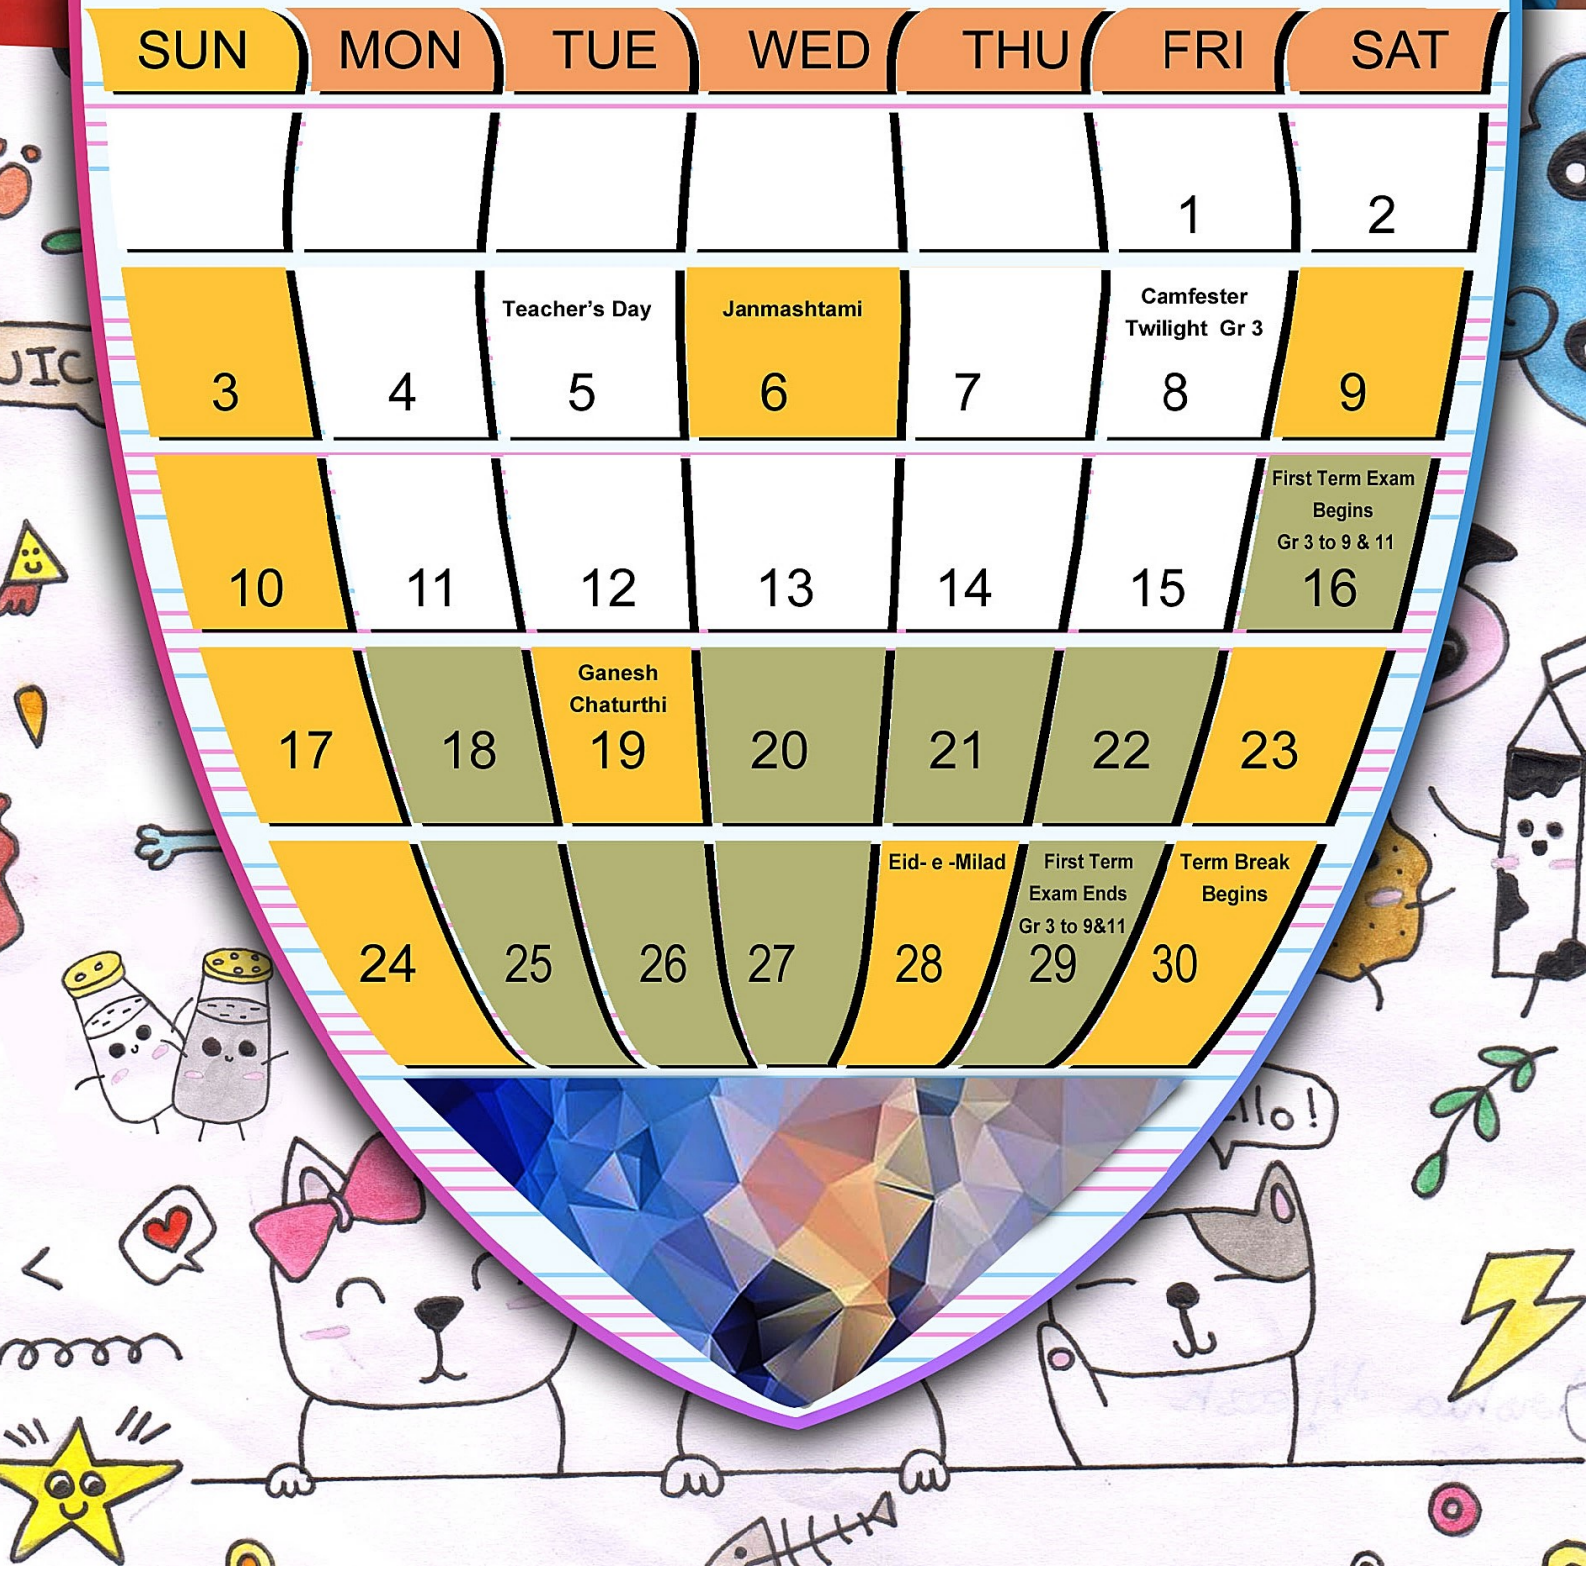 SUN MON TUE WED THU FRI SAT
1 2
Teacher's Day Janmashtami Camfester
Twilight Gr 3
3 4 5 6 7 8 9
First Term Exam
Begins
Gr 3 to 9 & 11
10 11 12 13 14 15 16
Ganesh
Chaturthi
17 18 19 20 21 22 23
Eid- e -Milad First Term Term Break
Exam Ends Begins
Gr 3 to 9&11
24 25 26 27 28 29 30